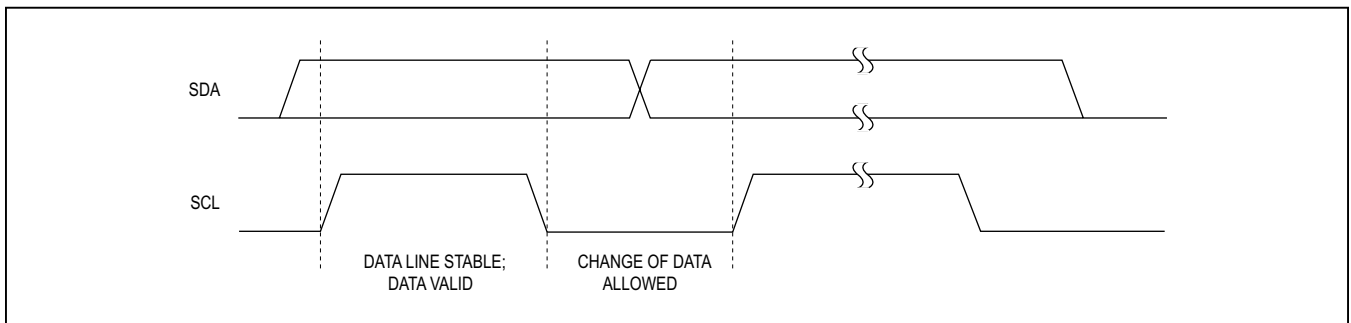 SDA
SCL
DATA LINE STABLE;
DATA VALID
CHANGE OF DATA
ALLOWED